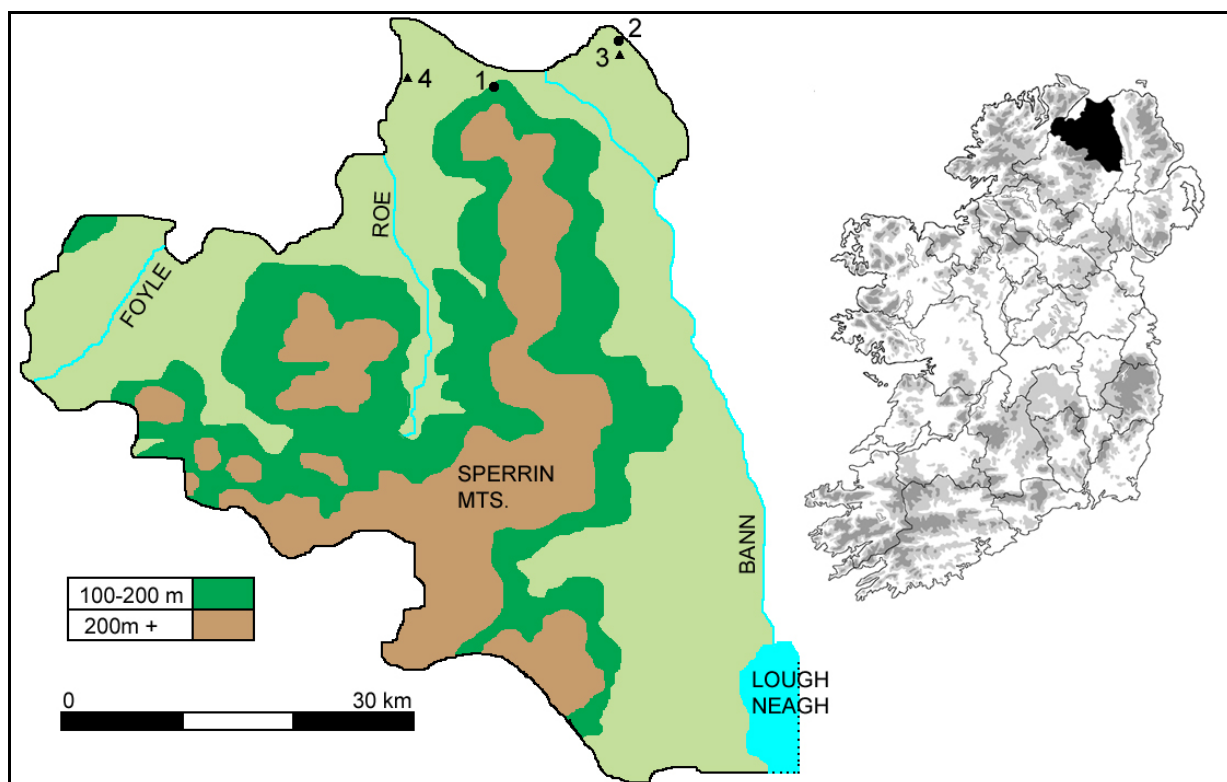 2
3
4
1
ROE
FOYLE
SPERRIN
MTS.
BANN
100-200 m
200m +
LOUGH
NEAGH
0 30 km